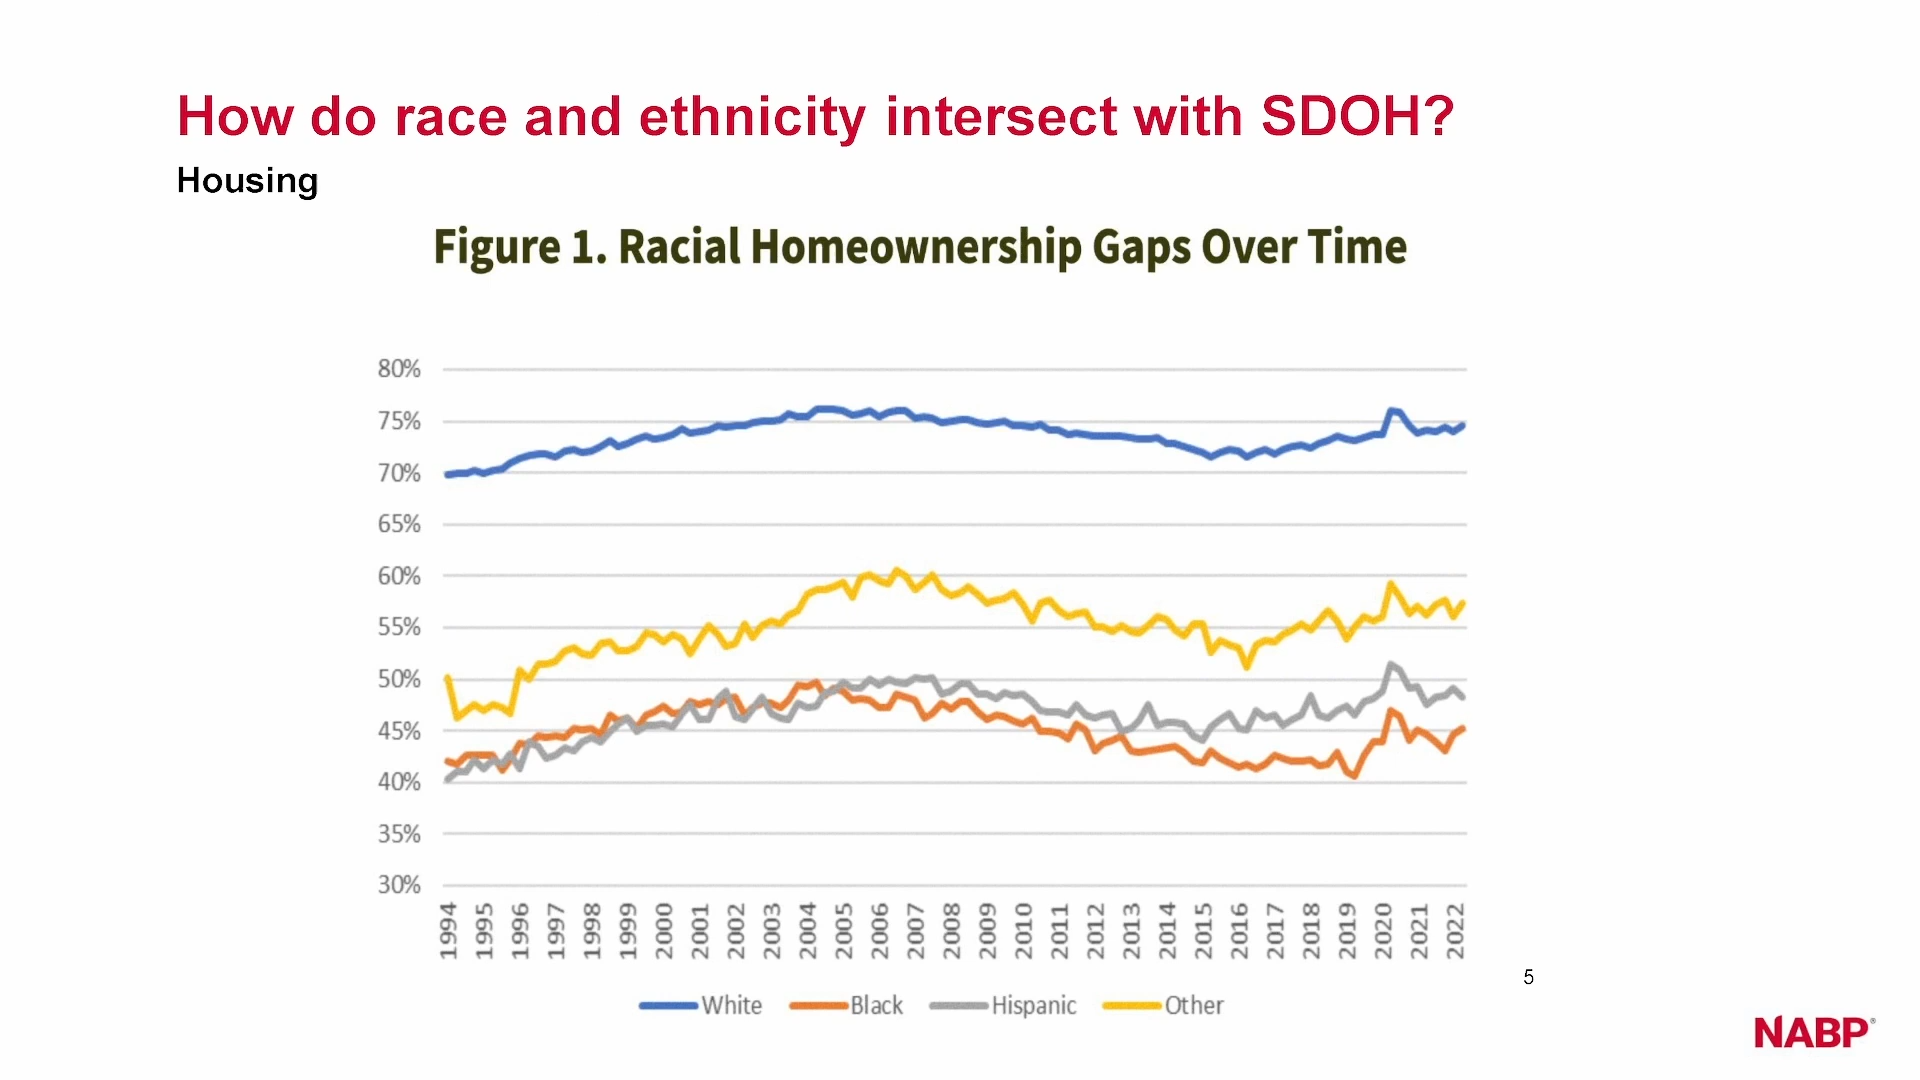 How do race and ethnicity intersect with SDOH?
Housing
Figure 1. Racial Homeownership Gaps Over Time
80%
75%
70%
65%
60%
55%
50%
45%
40%
35%
30%
1994 1995 1996 1997 1998 1999 2000 2001 2002 2003 2004 2005 2006 2007 2008 2009 2010 2011 2012 2013 2014 2015 2016 2017 2018 2019 2020 2021 2022
White Black Hispanic Other
5
NABP®